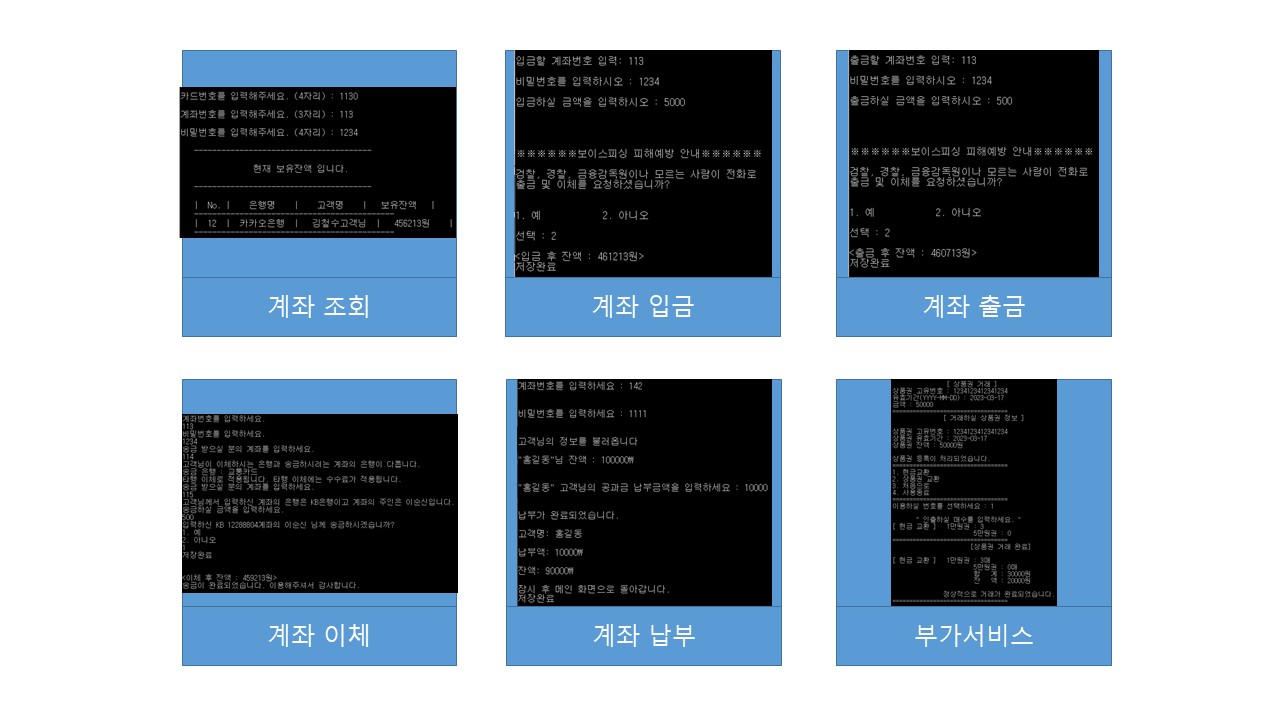 카드번호를 입력해주세요. (4자리) : 1130
계좌번호를 입력해주세요. (3자리) : 113
비밀번호를 입력해주세요. (4자리) : 1234
----------------------------------------
현재 보유잔액 입니다.
----------------------------------------
| No. | 은행명 | 고객명 | 보유잔액 |
----------------------------------------
| 12 | 카카오은행 | 김철수고객님 | 456213원 |
----------------------------------------
계좌 조회
입금할 계좌번호 입력: 113
비밀번호를 입력하시오 : 1234
입금하실 금액을 입력하시오 : 5000
※※※※※※보이스피싱 피해예방 안내※※※※※※
검찰, 경찰, 금융감독원이나 모르는 사람이 전화로
출금 및 이체를 요청하셨습니까?
1. 예 2. 아니오
선택 : 2
<입금 후 잔액 : 461213원>
저장완료
계좌 입금
출금할 계좌번호 입력: 113
비밀번호를 입력하시오 : 1234
출금하실 금액을 입력하시오 : 500
※※※※※※보이스피싱 피해예방 안내※※※※※※
검찰, 경찰, 금융감독원이나 모르는 사람이 전화로
출금 및 이체를 요청하셨습니까?
1. 예 2. 아니오
선택 : 2
<출금 후 잔액 : 460713원>
저장완료
계좌 출금
계좌번호를 입력하세요.
113
비밀번호를 입력하세요.
1234
송금 받으실 분의 계좌를 입력하세요.
114
고객님이 이체하시는 은행과 송금하시려는 계좌의 은행이 다릅니다.
송금 은행 : 교통카드
타행 이체로 적용됩니다. 타행 이체에는 수수료가 적용됩니다.
송금 받으실 분의 계좌를 입력하세요.
115
고객님께서 입력하신 계좌의 은행은 KB은행이고 계좌의 주인은 이순신입니다.
송금하실 금액을 입력하세요.
500
입력하신 KB 12288804계좌의 이순신 님께 송금하시겠습니까?
1. 예
2. 아니오
1
저장완료
<이체 후 잔액 : 459213원>
송금이 완료되었습니다. 이용해주셔서 감사합니다.
계좌 이체
계좌번호를 입력하세요 : 142
비밀번호를 입력하세요 : 1111
고객님의 정보를 불러옵니다
"홍길동"님 잔액 : 100000₩
"홍길동" 고객님의 공과금 납부금액을 입력하세요 : 10000
납부가 완료되었습니다.
고객명: 홍길동
납부액: 10000₩
잔액: 90000₩
잠시 후 메인 화면으로 돌아갑니다.
저장완료
계좌 납부
[ 상품권 거래 ]
상품권 고유번호 : 1234123412341234
유효기간(YYYY-MM-DD) : 2023-03-17
금액 : 50000
================================
[ 거래하실 상품권 정보 ]
상품권 고유번호 : 1234123412341234
상품권 유효기간 : 2023-03-17
상품권 잔액 : 50000원
상품권 등록이 처리되었습니다.
================================
1. 현금교환
2. 상품권 교환
3. 처음으로
4. 사용종료
================================
이용하실 번호를 선택하세요 : 1
" 인출하실 매수를 입력하세요. "
[ 현금 교환 ] 1만원권 : 3
5만원권 : 0
================================
[상품권 거래 완료]
[ 현금 교환 ] 1만원권 : 3매
5만원권 : 0매
합 계 : 30000원
잔 액 : 20000원
정상적으로 거래가 완료되었습니다.
================================
부가서비스